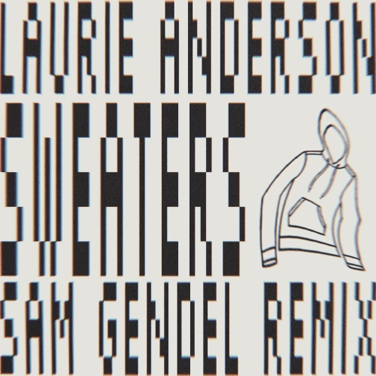 LAURIE ANDERSON
SWEATERS
SAM GENDEL REMIX